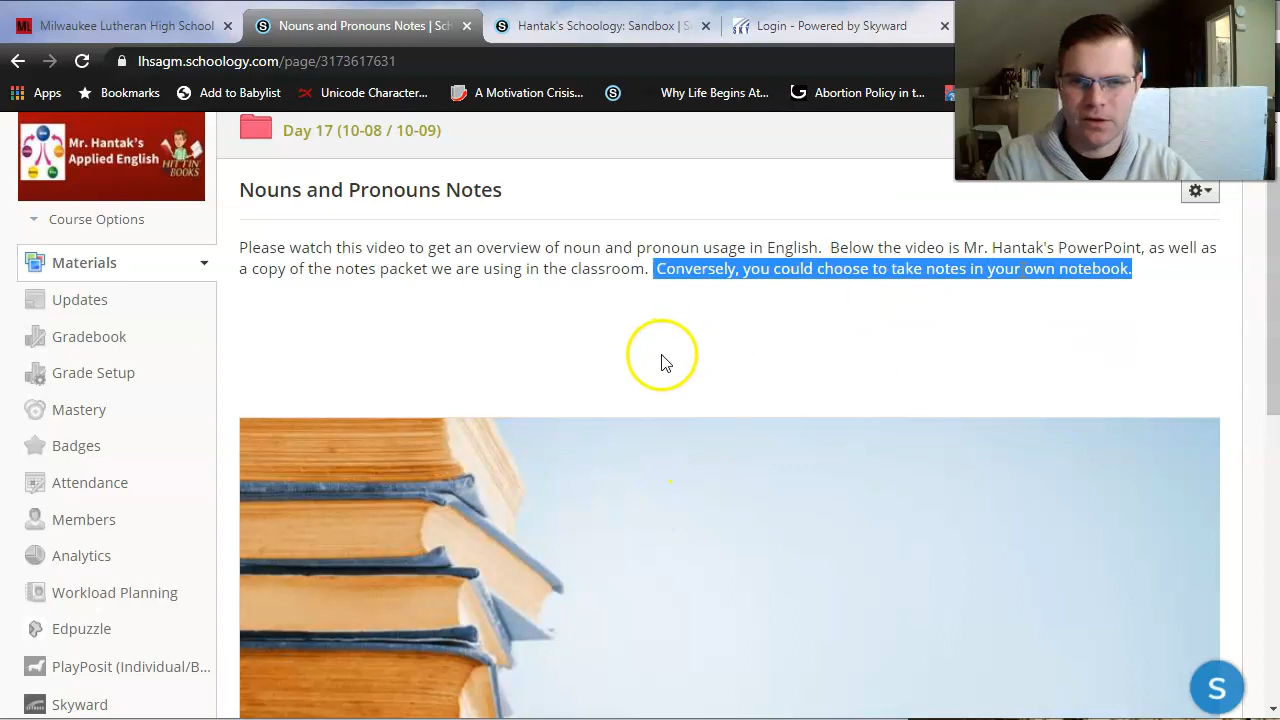 Milwaukee Lutheran High School
Nouns and Pronouns Notes | Sch
Hantak's Schoology: Sandbox | S
Login - Powered by Skyward
lhsagm.schoology.com/page/3173617631
Apps
Bookmarks
Add to Babylist
Unicode Character...
A Motivation Crisis...
Why Life Begins At...
Abortion Policy in t...
Mr. Hantak's
Applied English
HITTIN'
BOOKS
Day 17 (10-08 / 10-09)
Course Options
Nouns and Pronouns Notes
Please watch this video to get an overview of noun and pronoun usage in English. Below the video is Mr. Hantak's PowerPoint, as well as
a copy of the notes packet we are using in the classroom. Conversely, you could choose to take notes in your own notebook.
Materials
Updates
Gradebook
Grade Setup
Mastery
Badges
Attendance
Members
Analytics
Workload Planning
Edpuzzle
PlayPosit (Individual/B...
Skyward
S